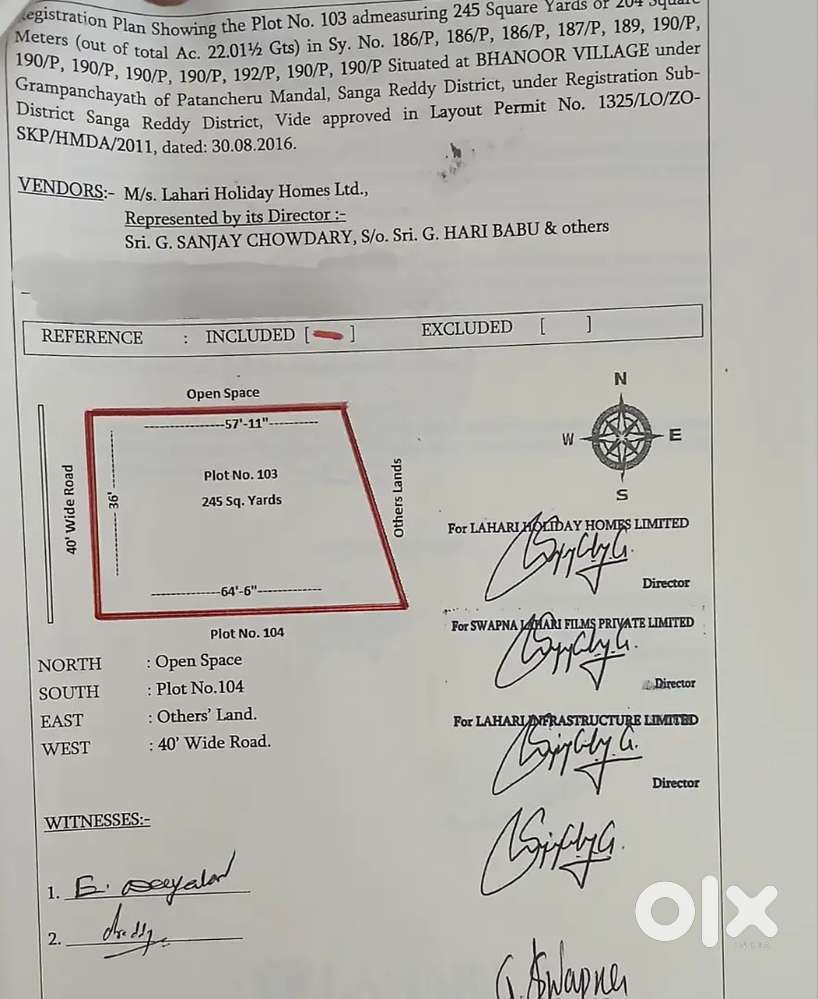 Registration Plan Showing the Plot No. 103 admeasuring 245 Square Yards or 204 Square
Meters (out of total Ac. 22.01½ Gts) in Sy. No. 186/P, 186/P, 186/P, 187/P, 189, 190/P,
190/P, 190/P, 190/P, 190/P, 192/P, 190/P, 190/P Situated at BHANOOR VILLAGE under
Grampanchayath of Patancheru Mandal, Sanga Reddy District, under Registration Sub-
District Sanga Reddy District, Vide approved in Layout Permit No. 1325/LO/ZO-
SKP/HMDA/2011, dated: 30.08.2016.
VENDORS:- M/s. Lahari Holiday Homes Ltd.,
Represented by its Director :-
Sri. G. SANJAY CHOWDARY, S/o. Sri. G. HARI BABU & others
REFERENCE : INCLUDED [ ] EXCLUDED [ ]
Open Space
57'-11"
40' Wide Road
36'
Plot No. 103
245 Sq. Yards
Others Lands
64'-6"
Plot No. 104
N
W E
S
For LAHARI HOLIDAY HOMES LIMITED
Director
For SWAPNA LAHARI FILMS PRIVATE LIMITED
Director
For LAHARI INFRASTRUCTURE LIMITED
Director
NORTH : Open Space
SOUTH : Plot No.104
EAST : Others' Land.
WEST : 40' Wide Road.
WITNESSES:-
1.
2.
G. Swapna
olx